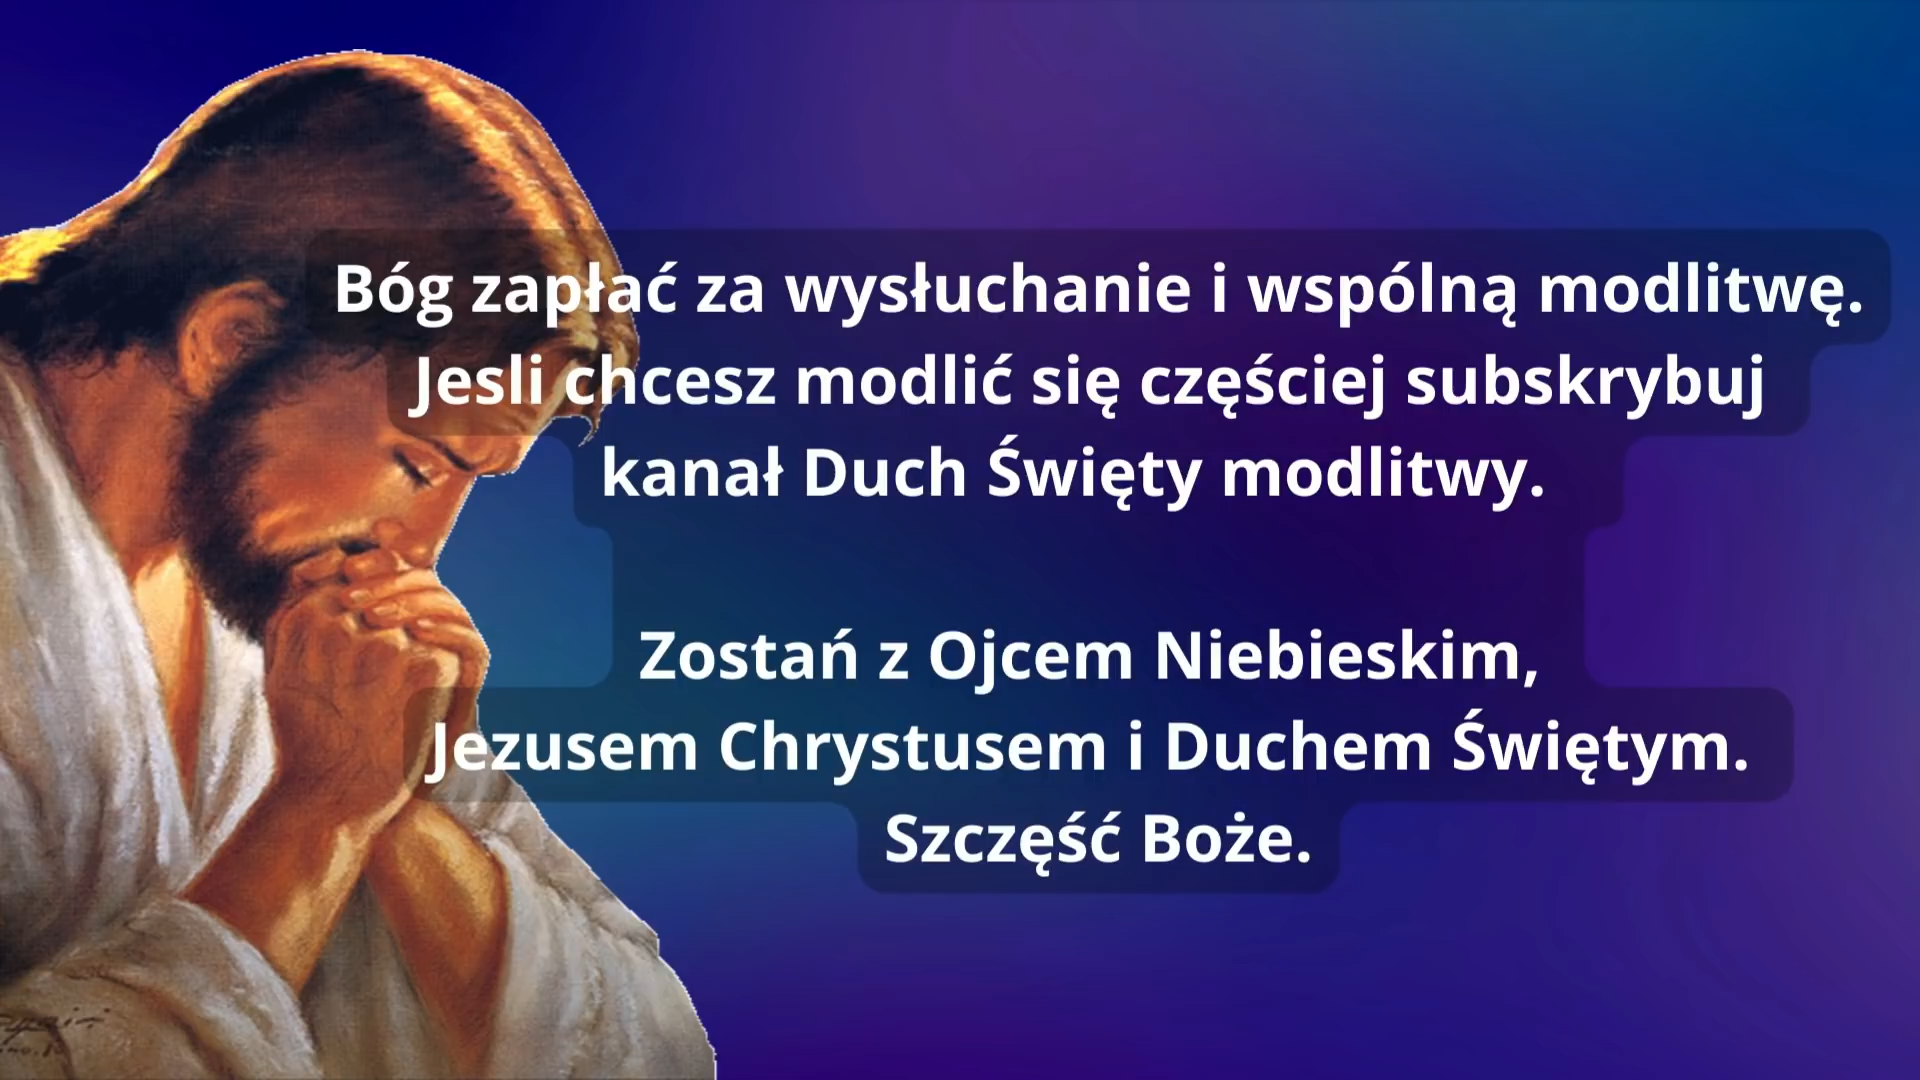 Bóg zapłać za wysłuchanie i wspólną modlitwę.
Jesli chcesz modlić się częściej subskrybuj
kanał Duch Święty modlitwy.
Zostań z Ojcem Niebieskim,
Jezusem Chrystusem i Duchem Świętym.
Szczęść Boże.